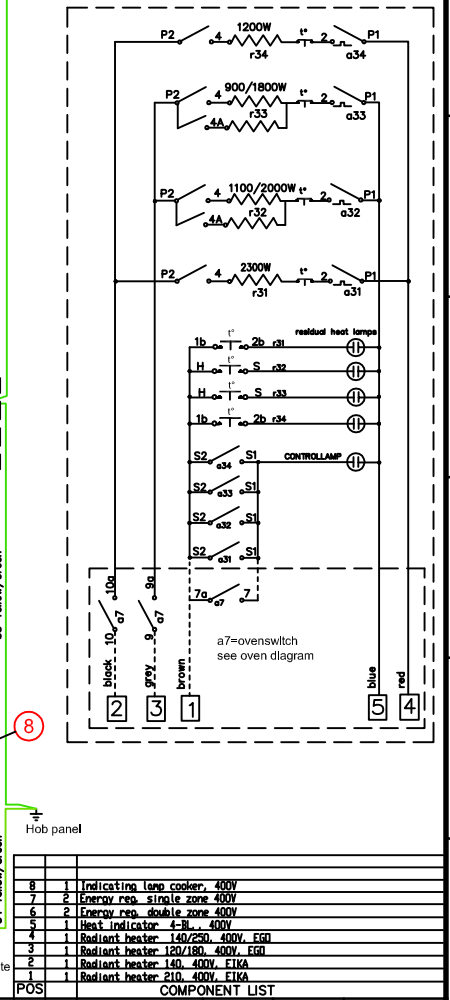 1200W
P2 4 t° 2 P1
r34 a34
900/1800W
P2 4 t° 2 P1
r33 a33
4A
1100/2000W
P2 4 t° 2 P1
r32 a32
4A
2300W
P2 4 t° 2 P1
r31 a31
residual heat lamps
t°
1b 2b r31
t°
H S r32
t°
H S r33
t°
1b 2b r34
S2 S1 CONTROLLAMP
a34
S2 S1
a33
S2 S1
a32
S2 S1
a31
10a 9a 7a 7
a7 a7 a7
10 9
a7=ovenswitch
see oven diagram
black grey brown blue red
2 3 1 5 4
8
Hob panel
8 1 Indicating lamp cooker, 400V
7 2 Energy reg. single zone 400V
6 2 Energy reg. double zone 400V
5 1 Heat indicator 4-BL., 400V
4 1 Radiant heater 140/250, 400V, EGO
3 1 Radiant heater 120/180, 400V, EGO
2 1 Radiant heater 140, 400V, EIKA
1 1 Radiant heater 210, 400V, EIKA
POS COMPONENT LIST